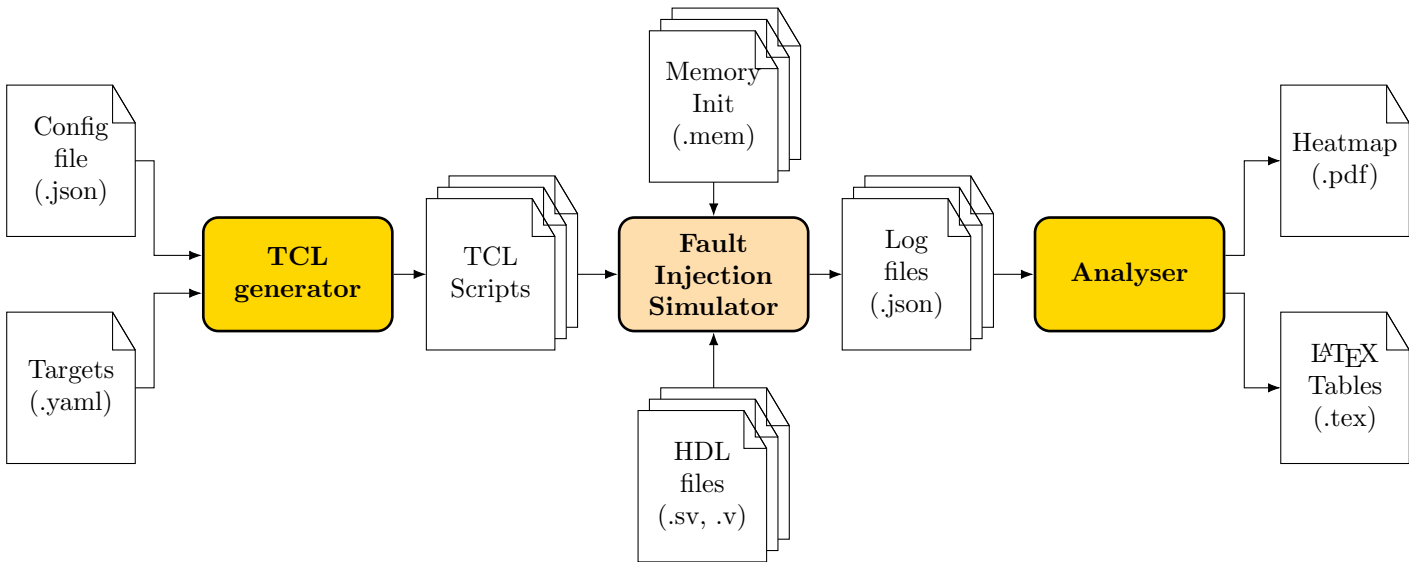 Config
file
(.json)
Targets
(.yaml)
TCL
generator
TCL
Scripts
Memory
Init
(.mem)
Fault
Injection
Simulator
HDL
files
(.sv, .v)
Log
files
(.json)
Analyser
Heatmap
(.pdf)
LATEX
Tables
(.tex)